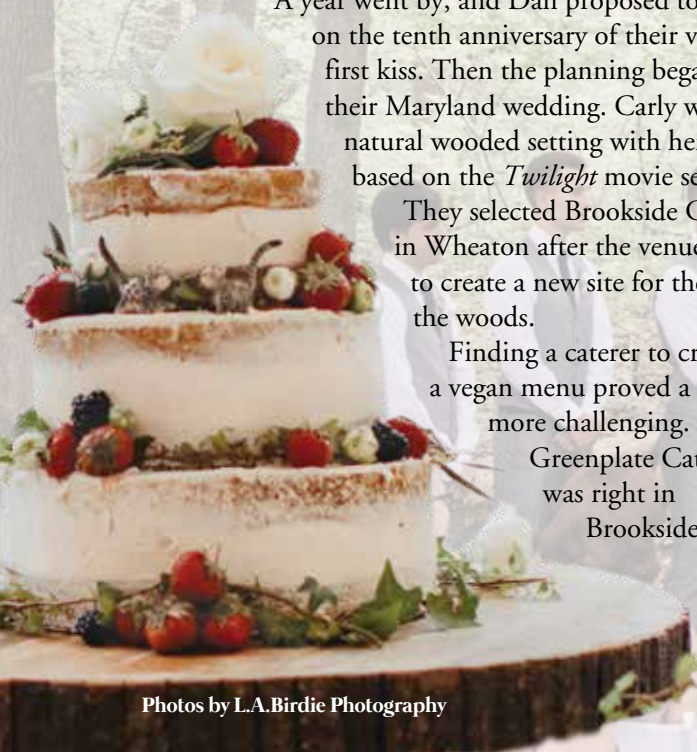 A year went by, and Dan proposed to
on the tenth anniversary of their v
first kiss. Then the planning bega
their Maryland wedding. Carly w
natural wooded setting with he
based on the Twilight movie se
They selected Brookside G
in Wheaton after the venue
to create a new site for the
the woods.
Finding a caterer to cr
a vegan menu proved a
more challenging.
Greenplate Cat
was right in
Brookside
Photos by L.A.Birdie Photography